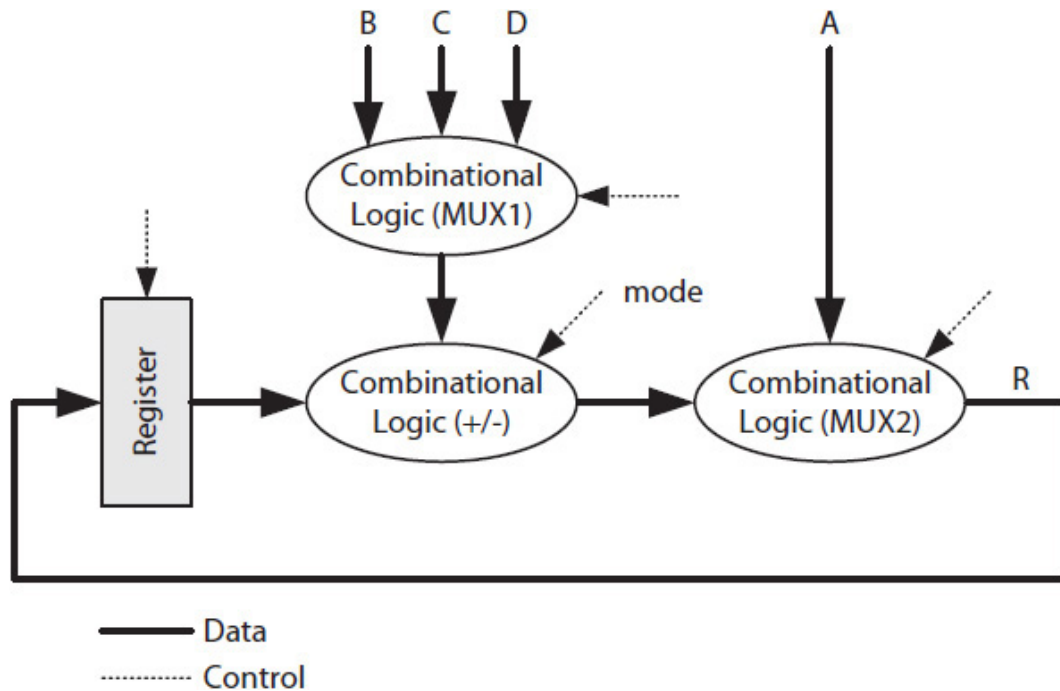 B C D A
Combinational
Logic (MUX1)
mode
Register
Combinational
Logic (+/-)
Combinational
Logic (MUX2)
R
Data
Control